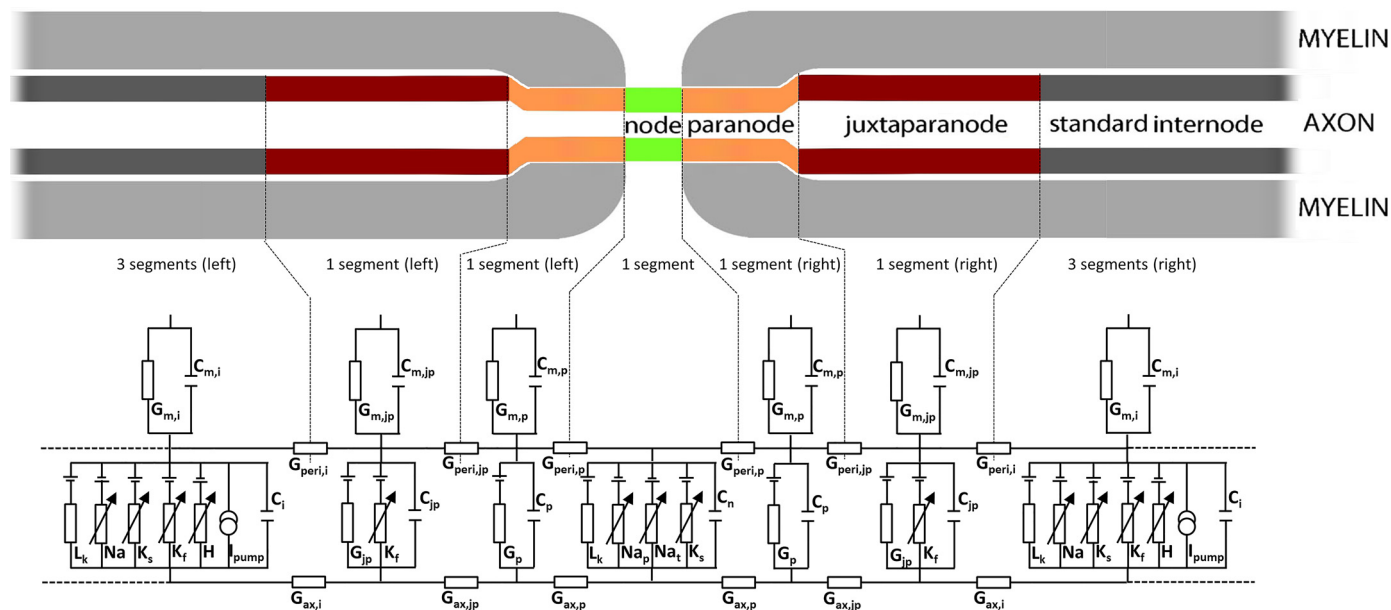 MYELIN
node paranode juxtaparanode standard internode AXON
MYELIN
3 segments (left) 1 segment (left) 1 segment (left) 1 segment 1 segment (right) 1 segment (right) 3 segments (right)
Cm,i Cm,jp Cm,p Cm,p Cm,jp Cm,i
Gm,i Gm,jp Gm,p Gm,p Gm,jp Gm,i
Gperi,i Gperi,jp Gperi,p Gperi,p Gperi,jp Gperi,i
Ci Cjp Cp Cn Cp Cjp Ci
Lk Na Ks Kf H Ipump Gjp Kf Gp Lk Nap Nat Ks Gp Gjp Kf Lk Na Ks Kf H Ipump
Gax,i Gax,jp Gax,p Gax,p Gax,jp Gax,i